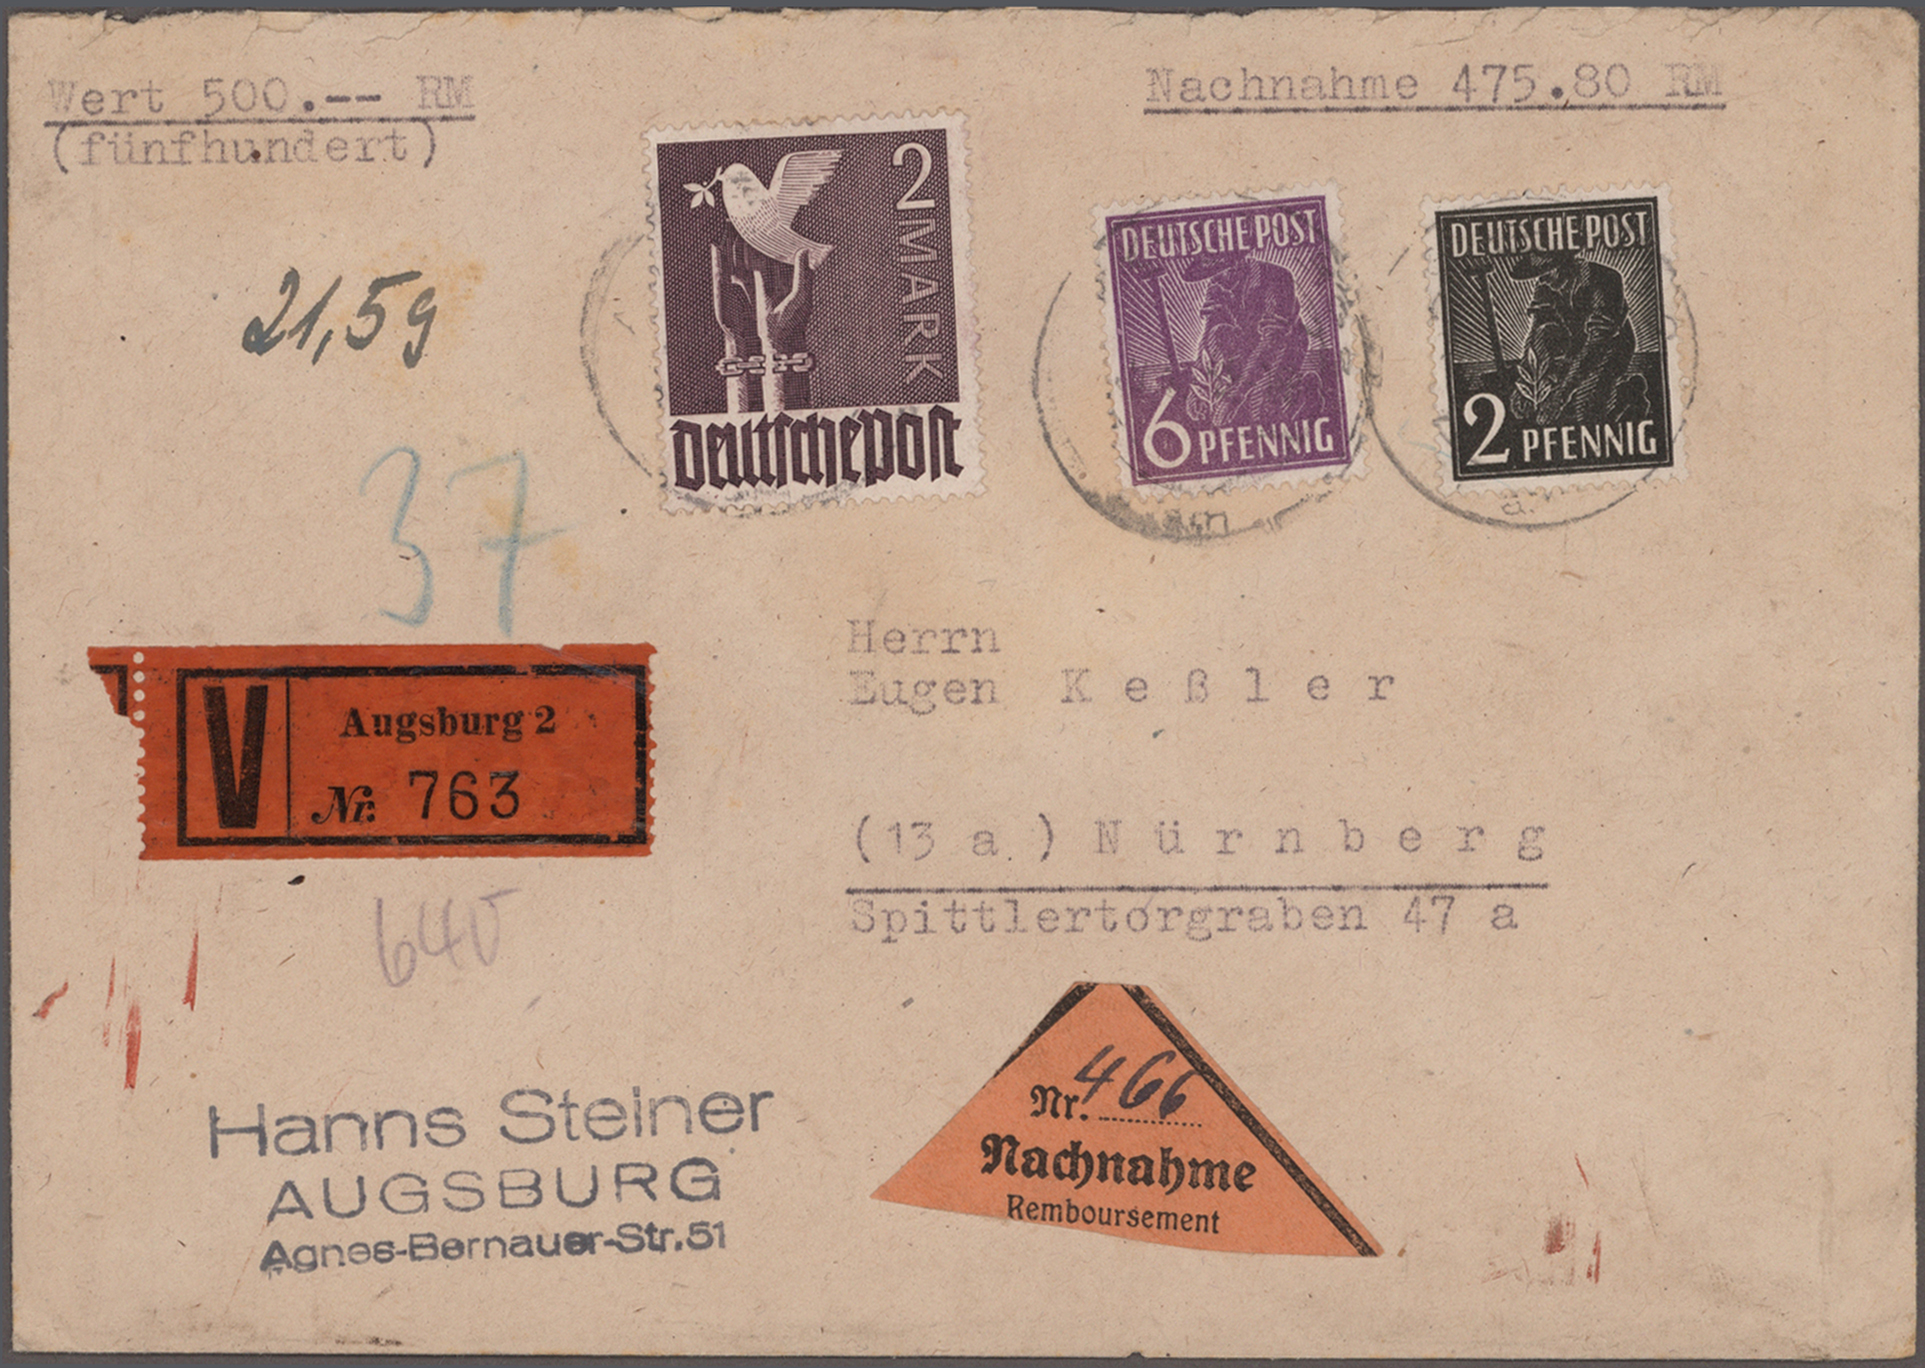 Wert 500.-- RM
(fünfhundert)
Nachnahme 475.80 RM
2 MARK
Deutsche Post
DEUTSCHE POST
6 PFENNIG
DEUTSCHE POST
2 PFENNIG
21,5g
37
Herrn
Eugen Keßler
(13 a) Nürnberg
Spittlertorgraben 47 a
V
Augsburg 2
Nr. 763
Nr. 466
Nachnahme
Remboursement
Hanns Steiner
AUGSBURG
Agnes-Bernauer-Str.51